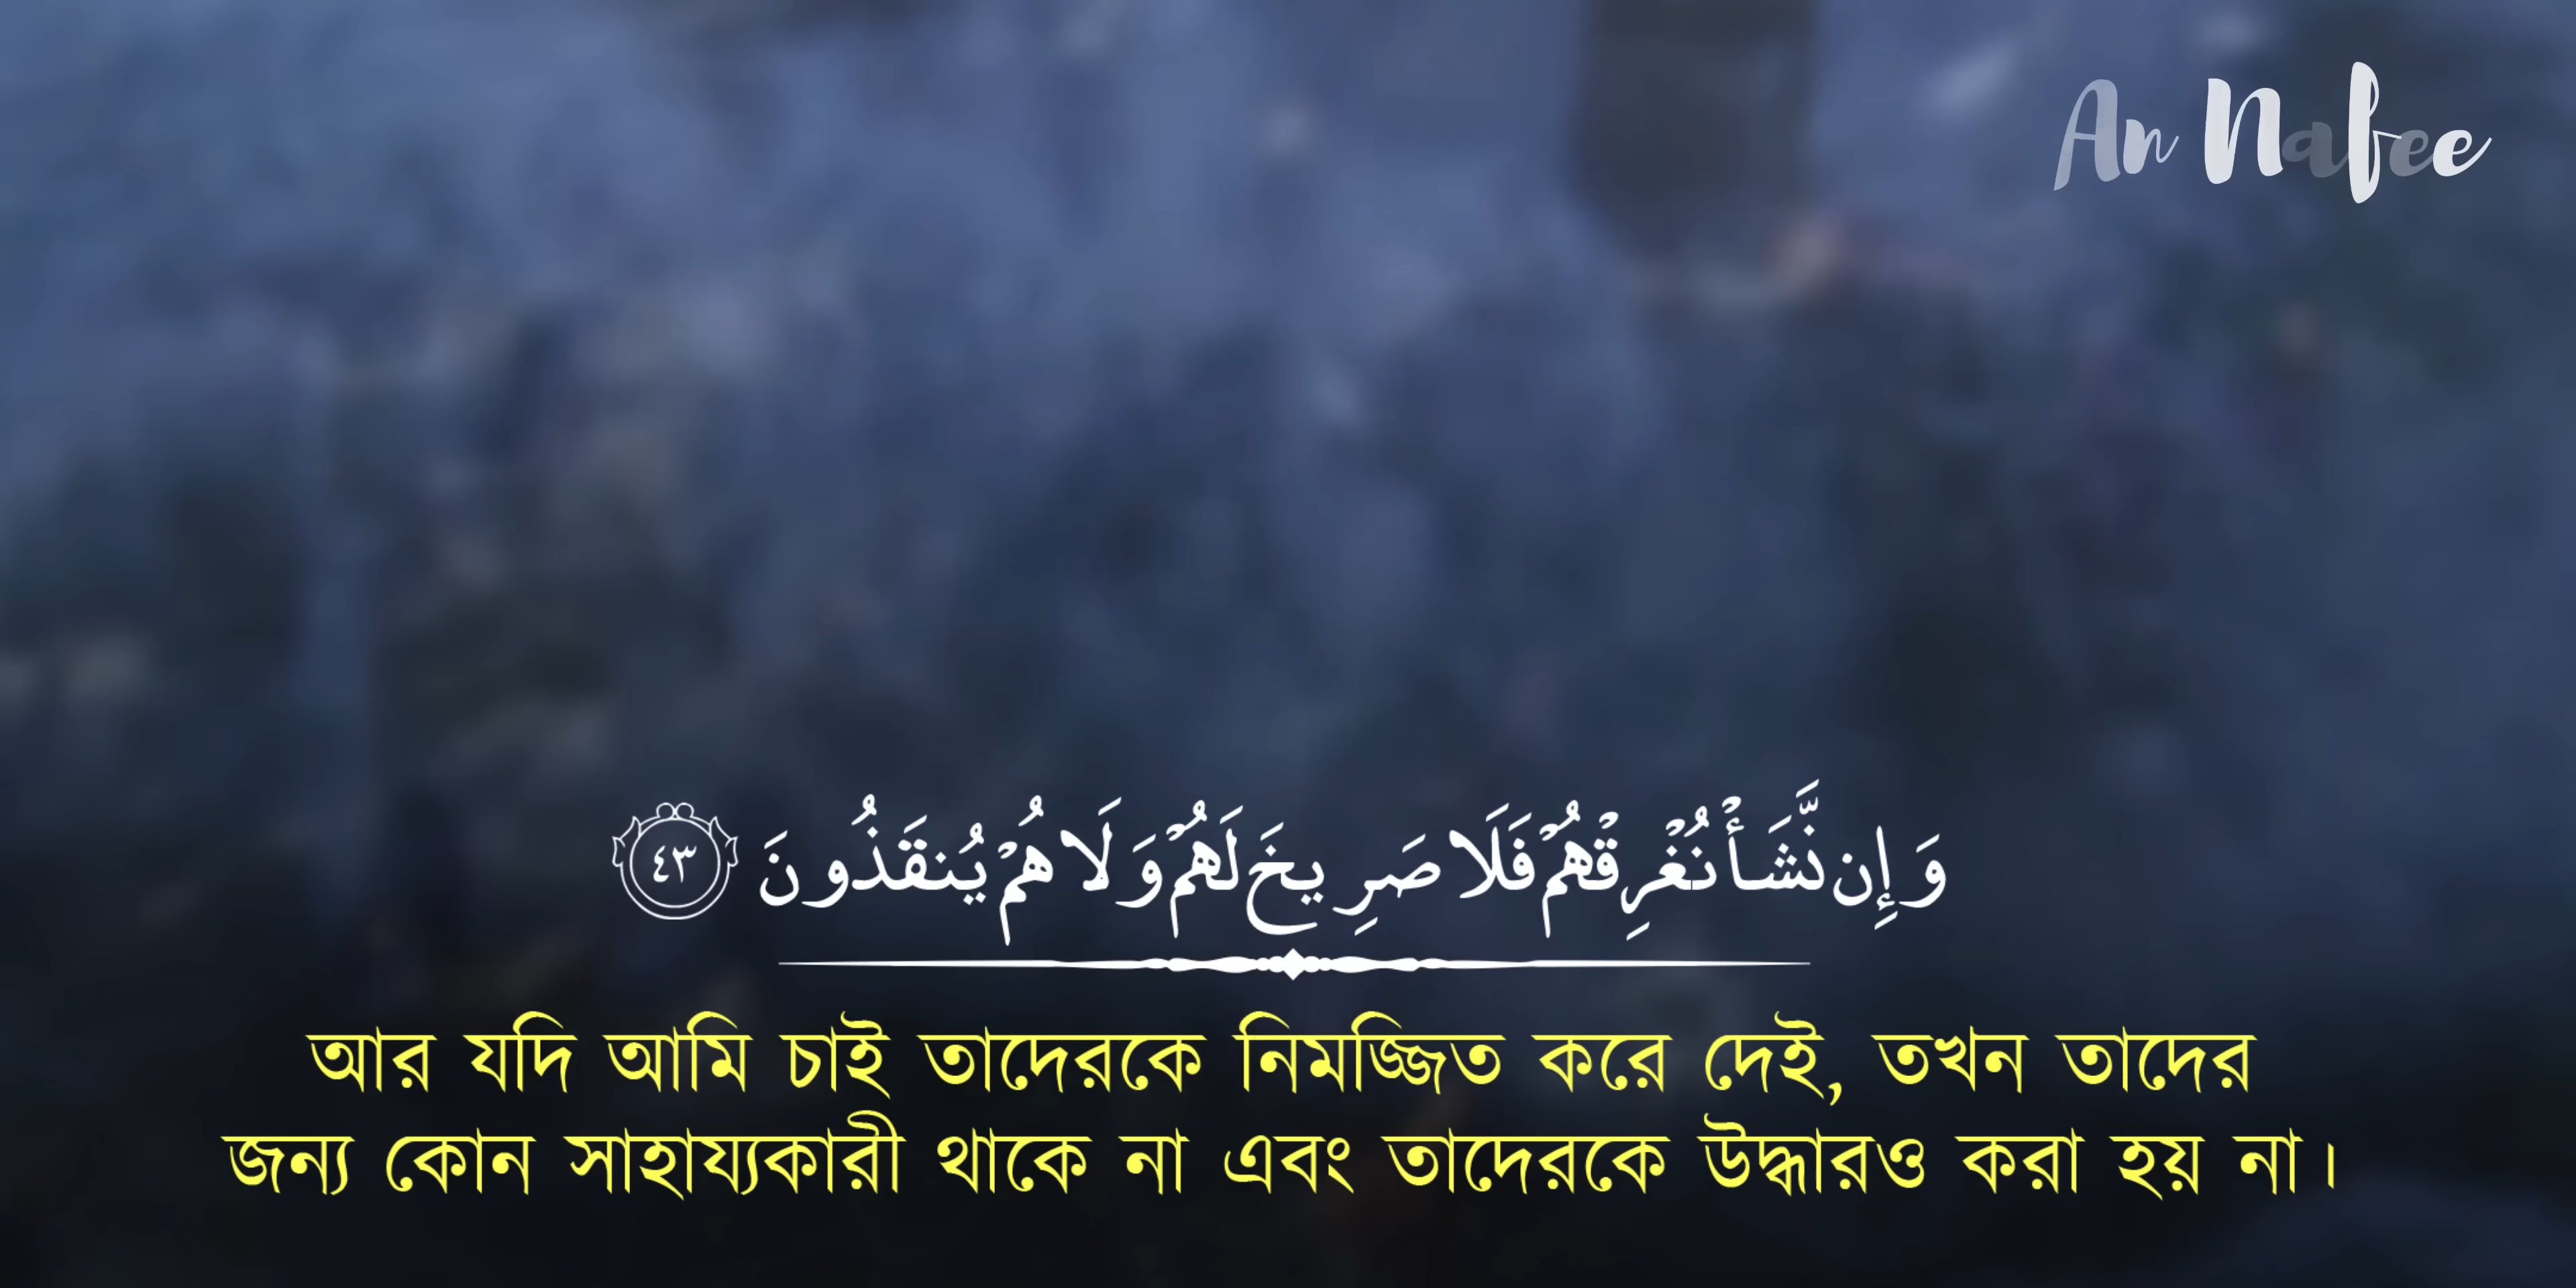 An Nafee
وَإِن نَّشَأْ نُغْرِقْهُمْ فَلَا صَرِيخَ لَهُمْ وَلَا هُمْ يُنقَذُونَ ٤٣
আর যদি আমি চাই তাদেরকে নিমজ্জিত করে দেই, তখন তাদের
জন্য কোন সাহায্যকারী থাকে না এবং তাদেরকে উদ্ধারও করা হয় না।